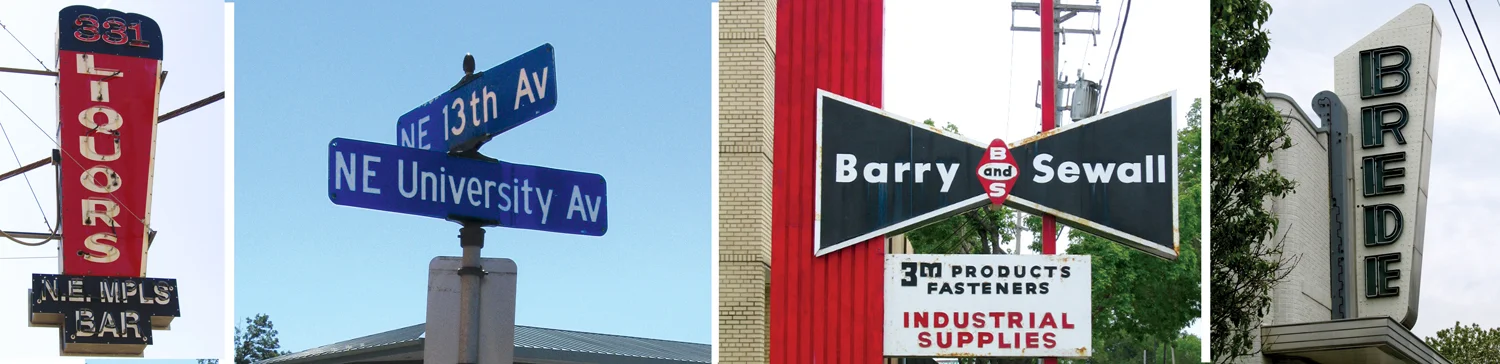 331
LIQUORS
N.E. MPLS
BAR
NE 13th Av
NE University Av
Barry B and S Sewall
3M PRODUCTS
FASTENERS
INDUSTRIAL
SUPPLIES
BREDE